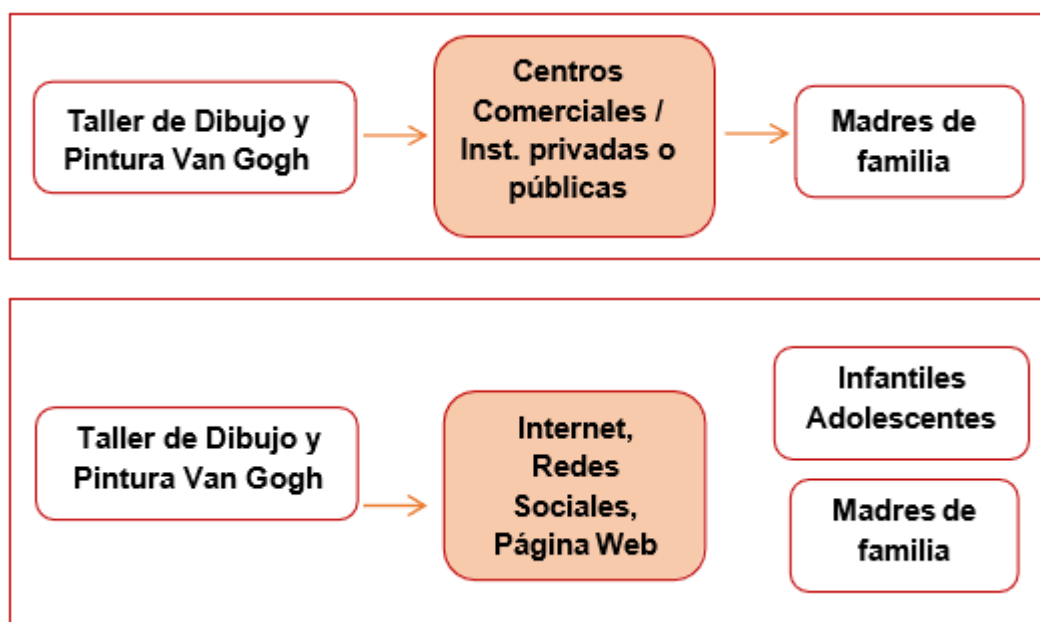 Taller de Dibujo y
Pintura Van Gogh
Centros
Comerciales /
Inst. privadas o
públicas
Madres de
familia
Taller de Dibujo y
Pintura Van Gogh
Internet,
Redes
Sociales,
Página Web
Infantiles
Adolescentes
Madres de
familia